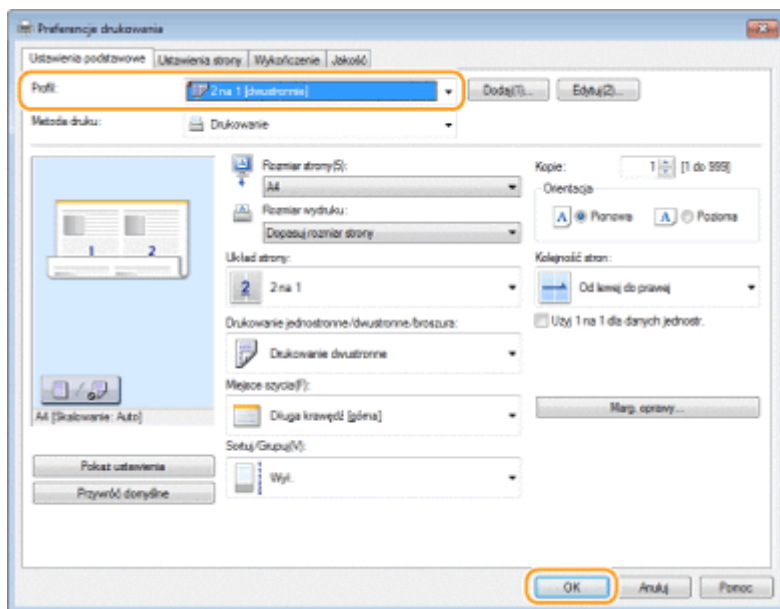 Preferencje drukowania
Ustawienia podstawowe Ustawienia strony Wykończenie Jakość
Profil: 2 na 1 [dwustronnie] Dodaj(1)... Edytuj(2)...
Metoda druku: Drukowanie
Rozmiar strony(S):
A4
Rozmiar wydruku:
Dopasuj rozmiar strony
Kopie: 1 [1 do 999]
Orientacja
A Pionowa A Pozioma
1 2
Układ strony:
2 2 na 1
Kolejność stron:
Od lewej do prawej
Użyj 1 na 1 dla danych jednostr.
Drukowanie jednostronne/dwustronne/broszura:
Drukowanie dwustronne
Miejsce szycia(F):
Długa krawędź [góra]
Marg. oprawy...
A4 [Skalowanie: Auto]
Sortuj/Grupuj(V):
Wył.
Pokaż ustawienia
Przywróć domyślne
OK Anuluj Pomoc